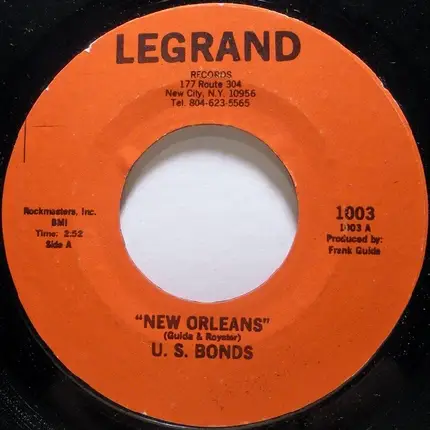 LEGRAND
RECORDS
177 Route 304
New City, N.Y. 10956
Tel. 804-623-5565
Rockmasters, Inc.
BMI
Time: 2:52
Side A
1003
1003 A
Produced by:
Frank Guida
"NEW ORLEANS"
(Guida & Royster)
U. S. BONDS